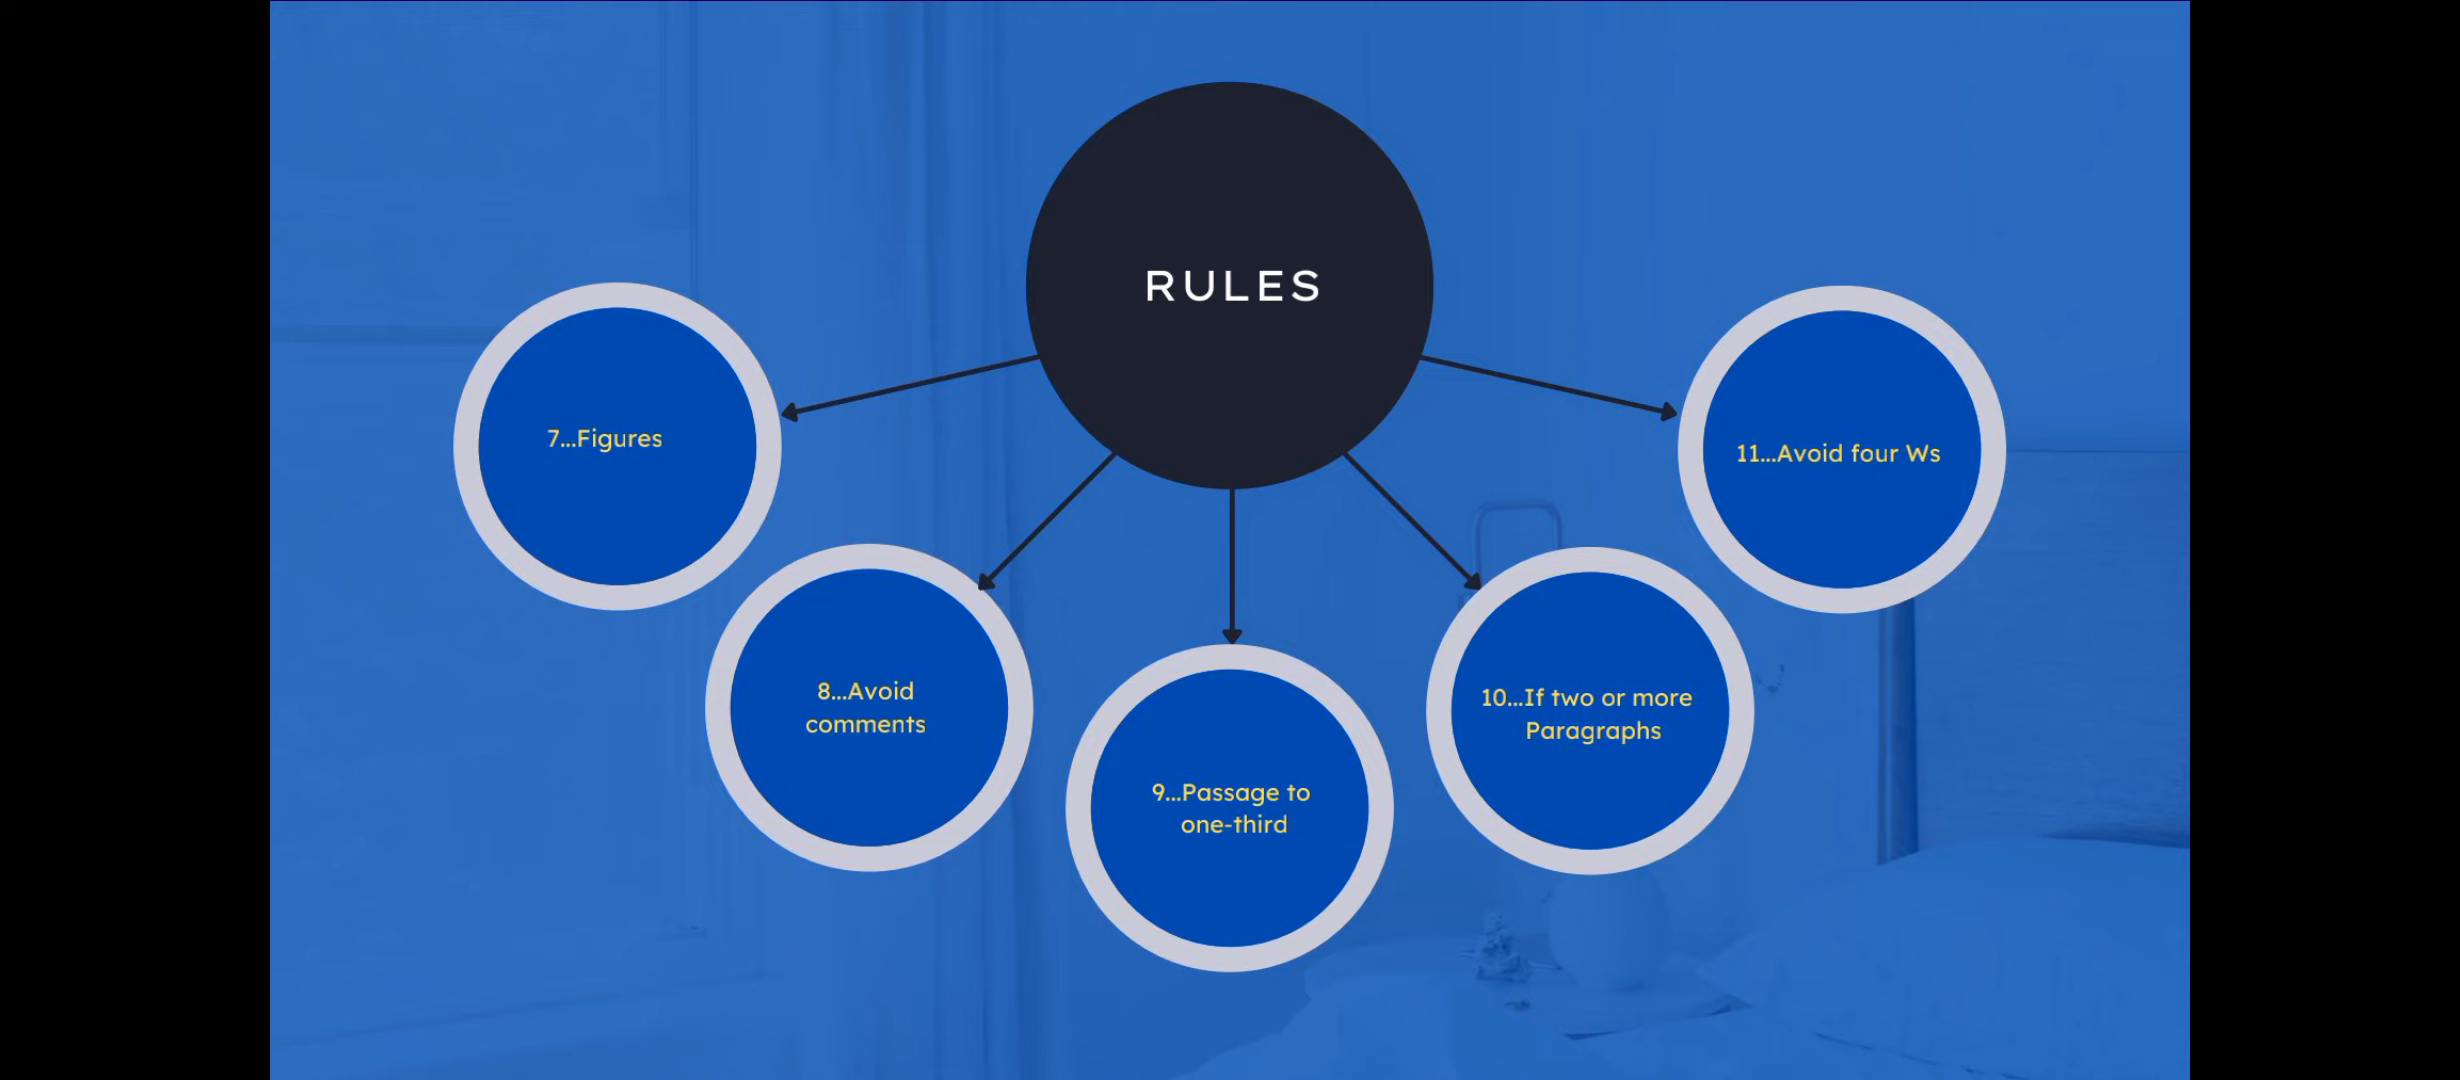 RULES
7...Figures
8...Avoid
comments
9...Passage to
one-third
10...If two or more
Paragraphs
11...Avoid four Ws